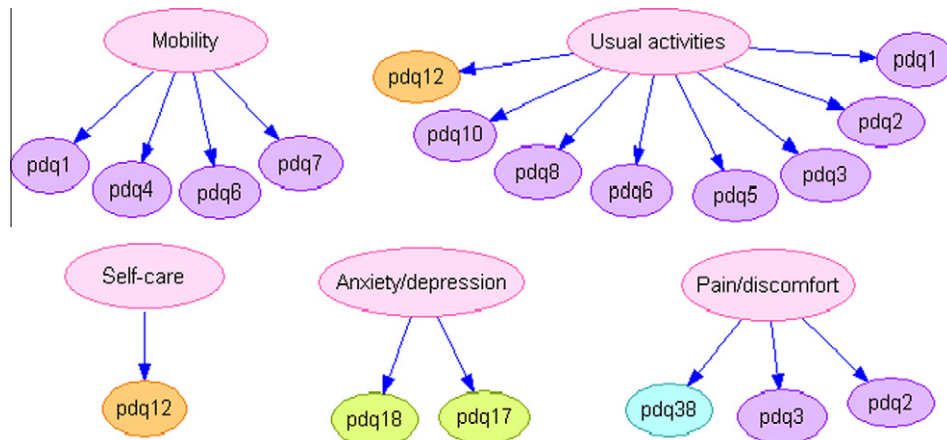 Mobility
pdq1
pdq4
pdq6
pdq7
Usual activities
pdq12
pdq10
pdq8
pdq6
pdq5
pdq3
pdq2
pdq1
Self-care
pdq12
Anxiety/depression
pdq18
pdq17
Pain/discomfort
pdq38
pdq3
pdq2